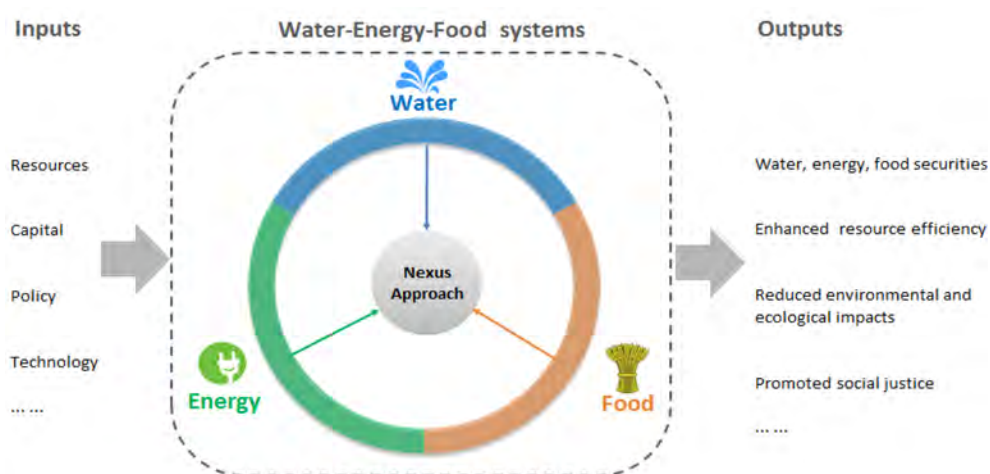 Inputs
Water-Energy-Food systems
Outputs
Water
Resources
Capital
Policy
Technology
... ...
Nexus
Approach
Energy
Food
Water, energy, food securities
Enhanced resource efficiency
Reduced environmental and
ecological impacts
Promoted social justice
... ...